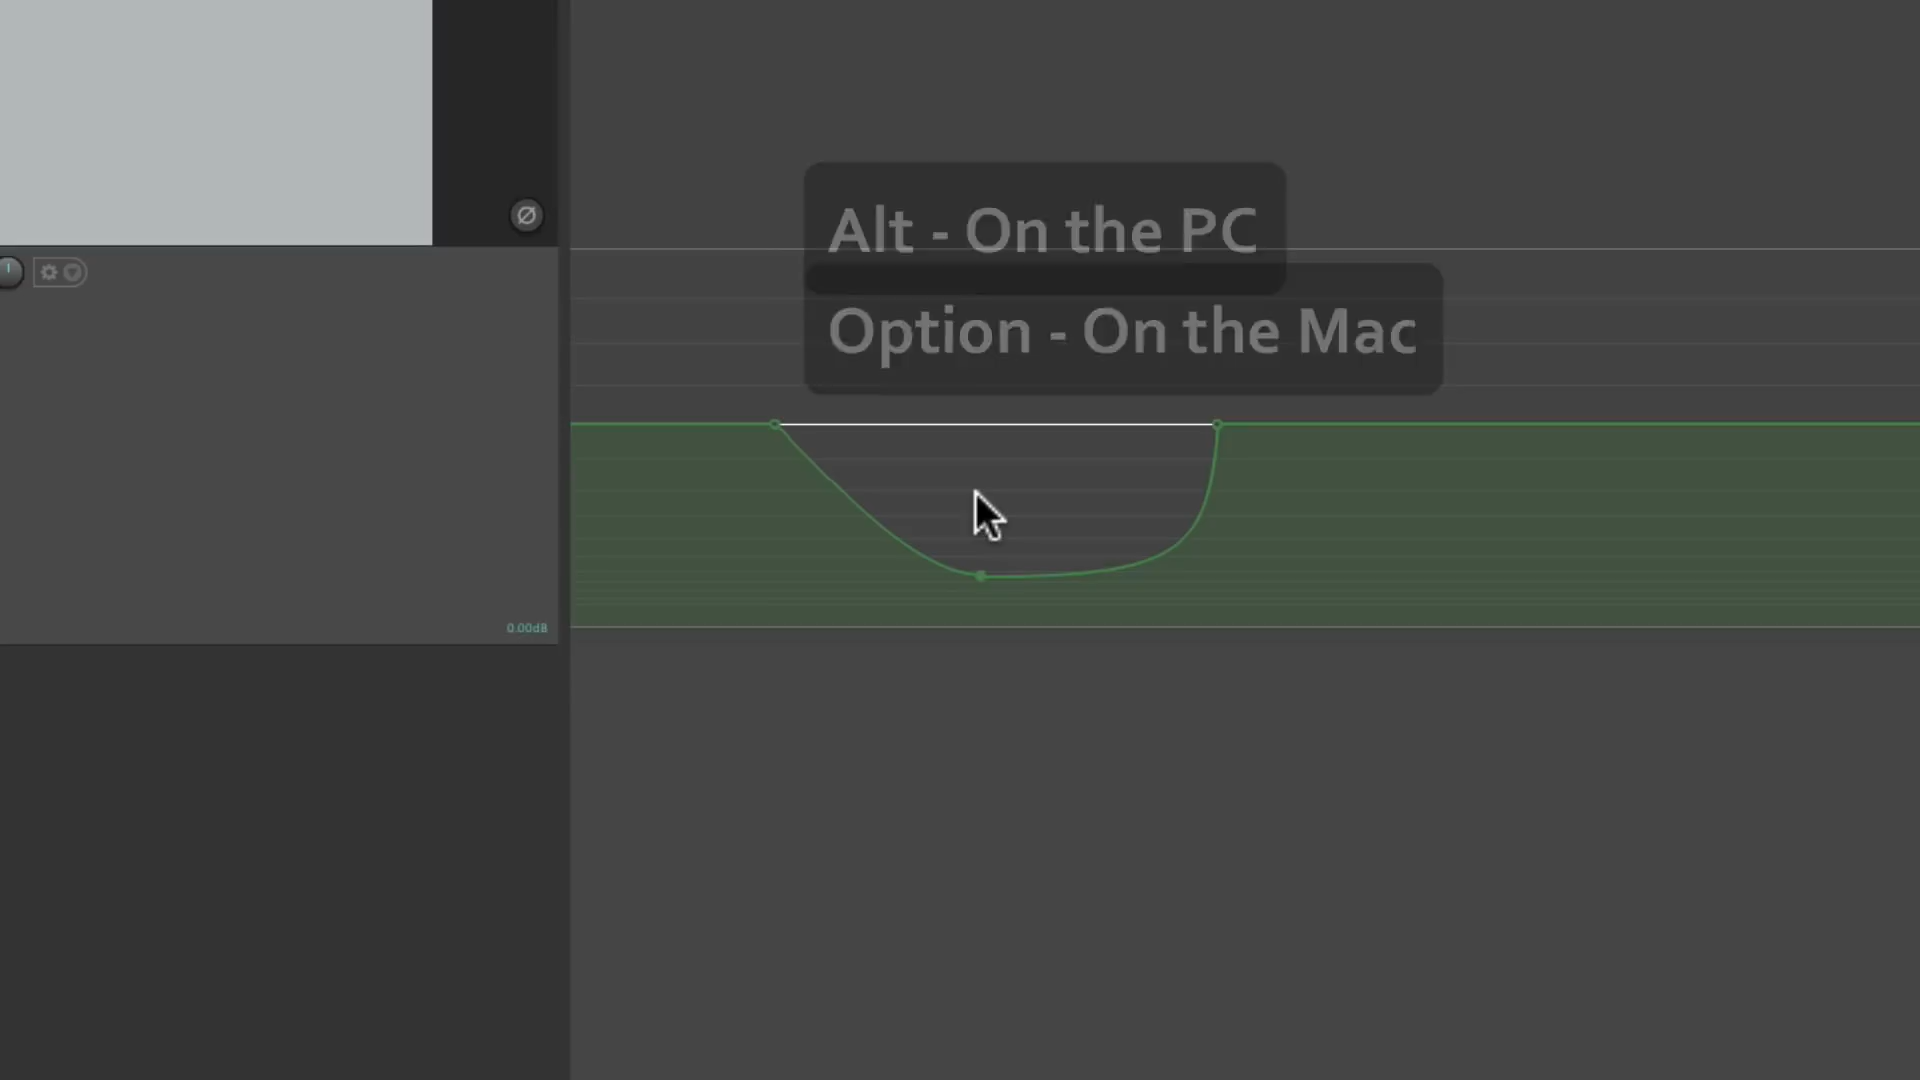 Alt - On the PC
Option - On the Mac
0.00dB